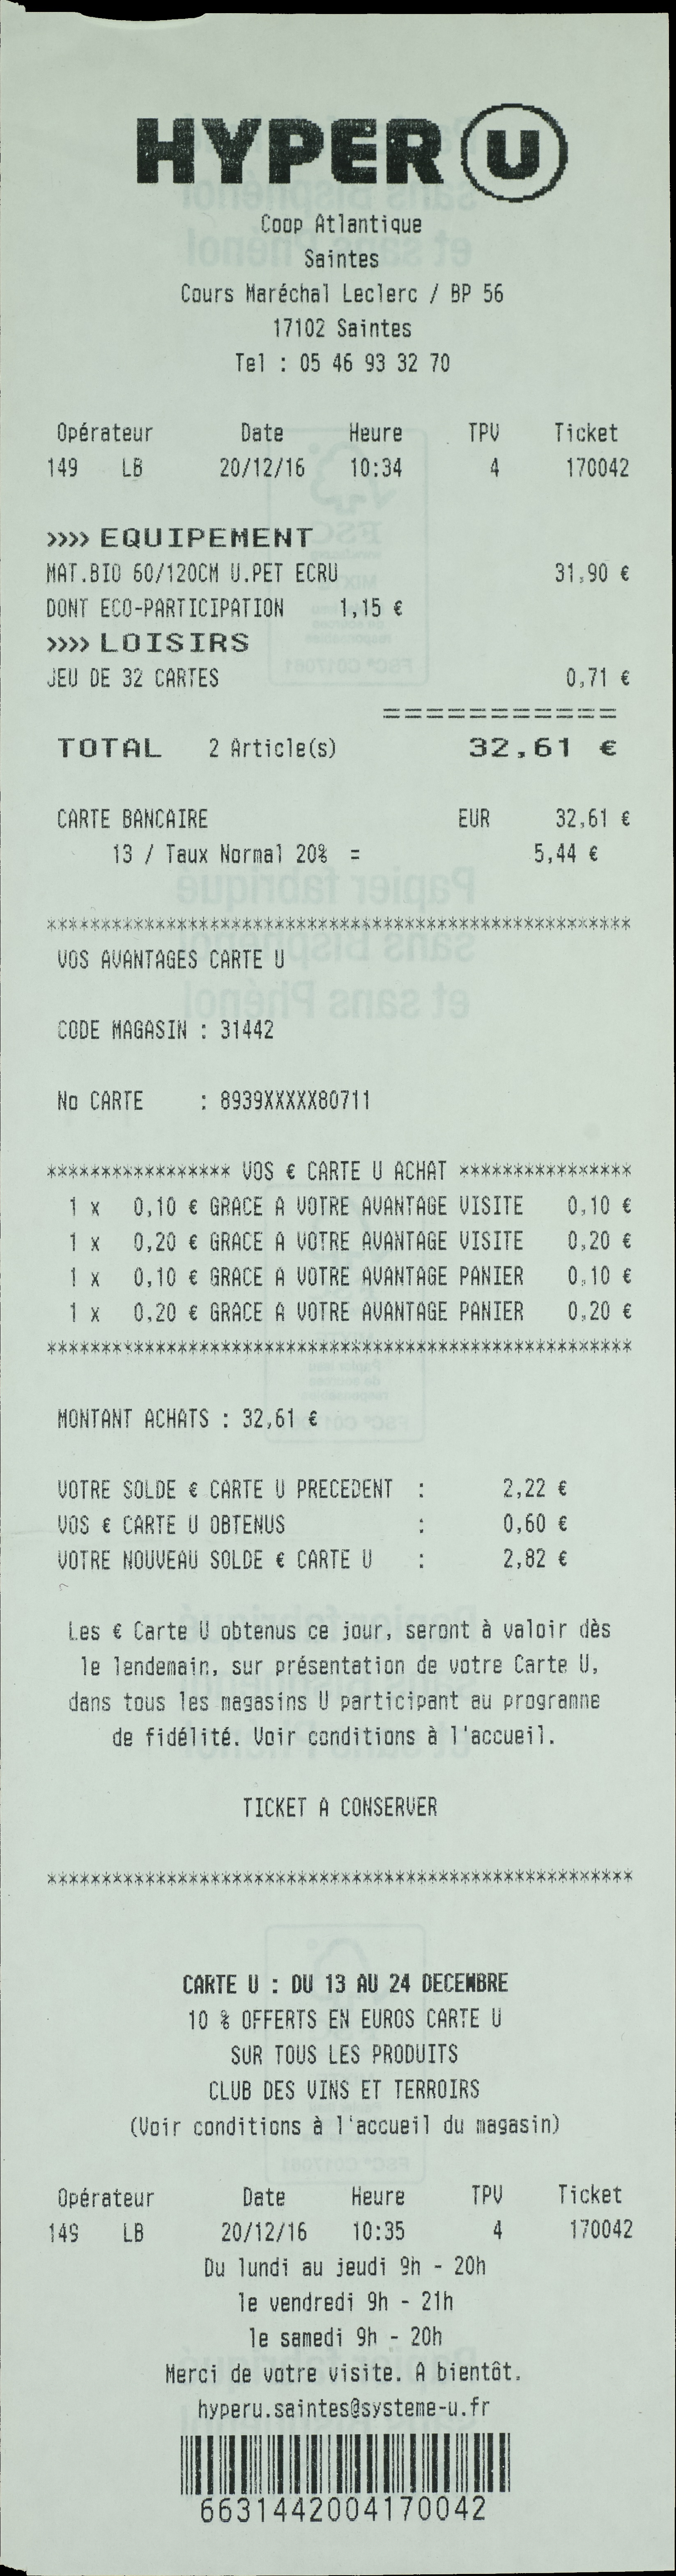 HYPER U
Coop Atlantique
Saintes
Cours Maréchal Leclerc / BP 56
17102 Saintes
Tel : 05 46 93 32 70
Opérateur Date Heure TPV Ticket
149 LB 20/12/16 10:34 4 170042
»»» EQUIPEMENT
MAT.BIO 60/120CM U.PET ECRU 31,90 €
DONT ECO-PARTICIPATION 1,15 €
»»» LOISIRS
JEU DE 32 CARTES 0,71 €
===========
TOTAL 2 Article(s) 32,61 €
CARTE BANCAIRE EUR 32,61 €
13 / Taux Normal 20% = 5,44 €
******************************************************
VOS AVANTAGES CARTE U
CODE MAGASIN : 31442
No CARTE : 8939XXXXX80711
***************** VOS € CARTE U ACHAT ****************
1 x 0,10 € GRACE A VOTRE AVANTAGE VISITE 0,10 €
1 x 0,20 € GRACE A VOTRE AVANTAGE VISITE 0,20 €
1 x 0,10 € GRACE A VOTRE AVANTAGE PANIER 0,10 €
1 x 0,20 € GRACE A VOTRE AVANTAGE PANIER 0,20 €
******************************************************
MONTANT ACHATS : 32,61 €
VOTRE SOLDE € CARTE U PRECEDENT : 2,22 €
VOS € CARTE U OBTENUS : 0,60 €
VOTRE NOUVEAU SOLDE € CARTE U : 2,82 €
Les € Carte U obtenus ce jour, seront à valoir dès
le lendemain, sur présentation de votre Carte U,
dans tous les magasins U participant au programme
de fidélité. Voir conditions à l'accueil.
TICKET A CONSERVER
******************************************************
CARTE U : DU 13 AU 24 DECEMBRE
10 % OFFERTS EN EUROS CARTE U
SUR TOUS LES PRODUITS
CLUB DES VINS ET TERROIRS
(Voir conditions à l'accueil du magasin)
Opérateur Date Heure TPV Ticket
149 LB 20/12/16 10:35 4 170042
Du lundi au jeudi 9h - 20h
le vendredi 9h - 21h
le samedi 9h - 20h
Merci de votre visite. A bientôt.
hyperu.saintes@systeme-u.fr
6631442004170042